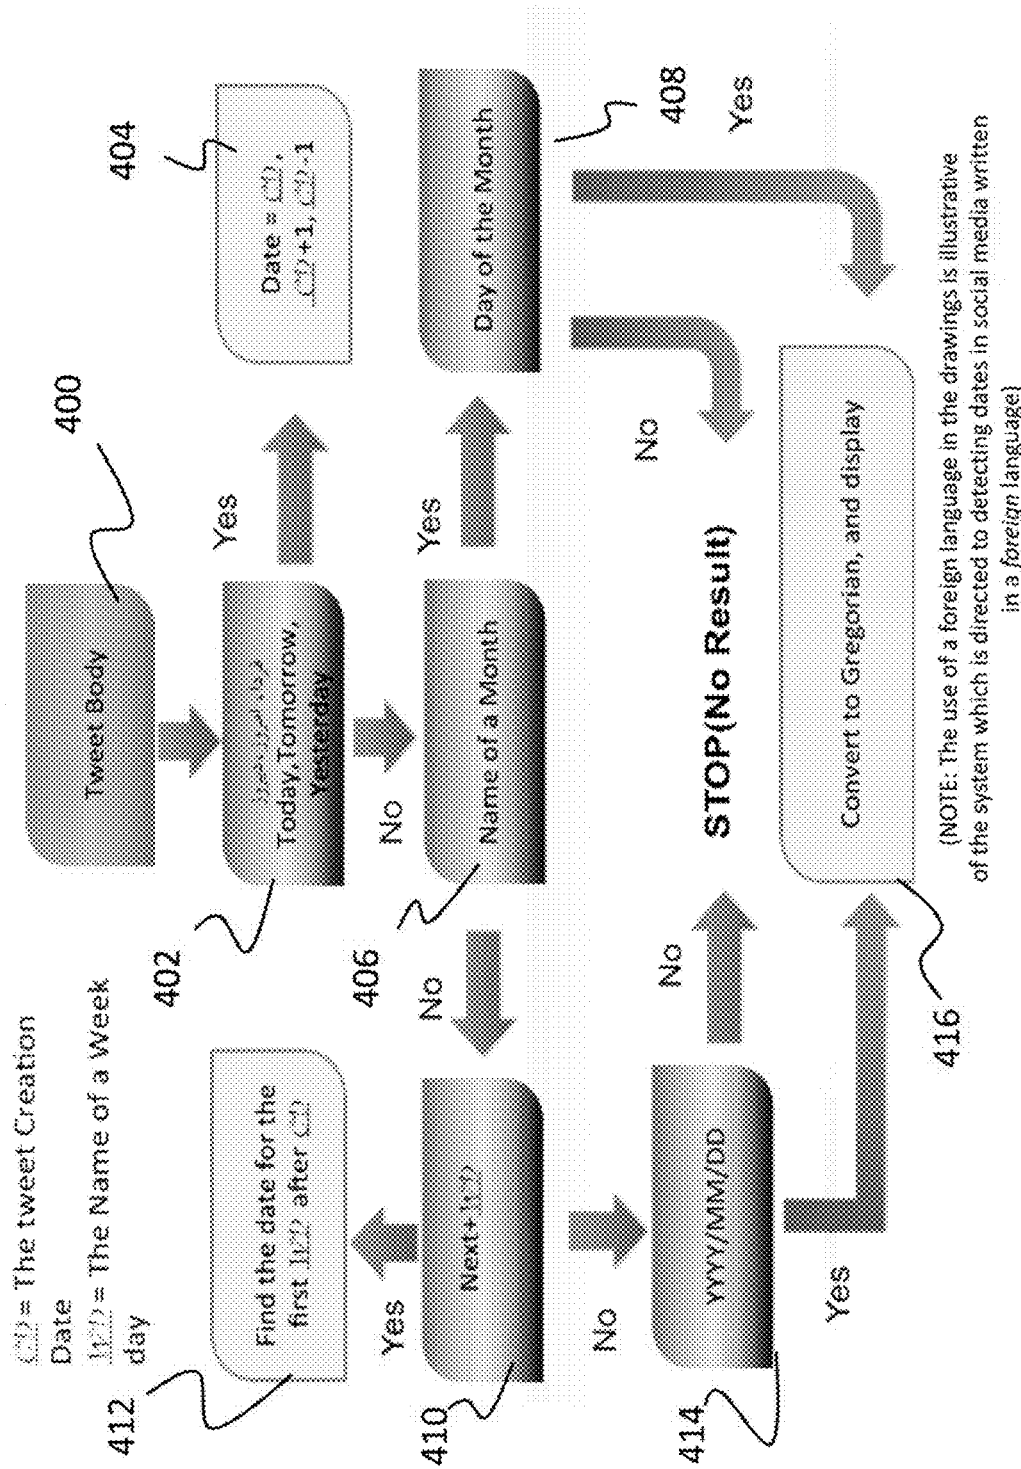 CD = The tweet Creation
Date
WD = The Name of a Week
day
400
Tweet Body
402
Today,Tomorrow,
Yesterday
Yes
404
Date = CD,
CD+1, CD-1
No
406
Name of a Month
Yes
Day of the Month
408
No
410
Next+WD
Yes
412
Find the date for the
first WD after CD
No
414
YYYY/MM/DD
No
STOP(No Result)
No
Yes
Yes
416
Convert to Gregorian, and display
(NOTE: The use of a foreign language in the drawings is illustrative
of the system which is directed to detecting dates in social media written
in a foreign language)